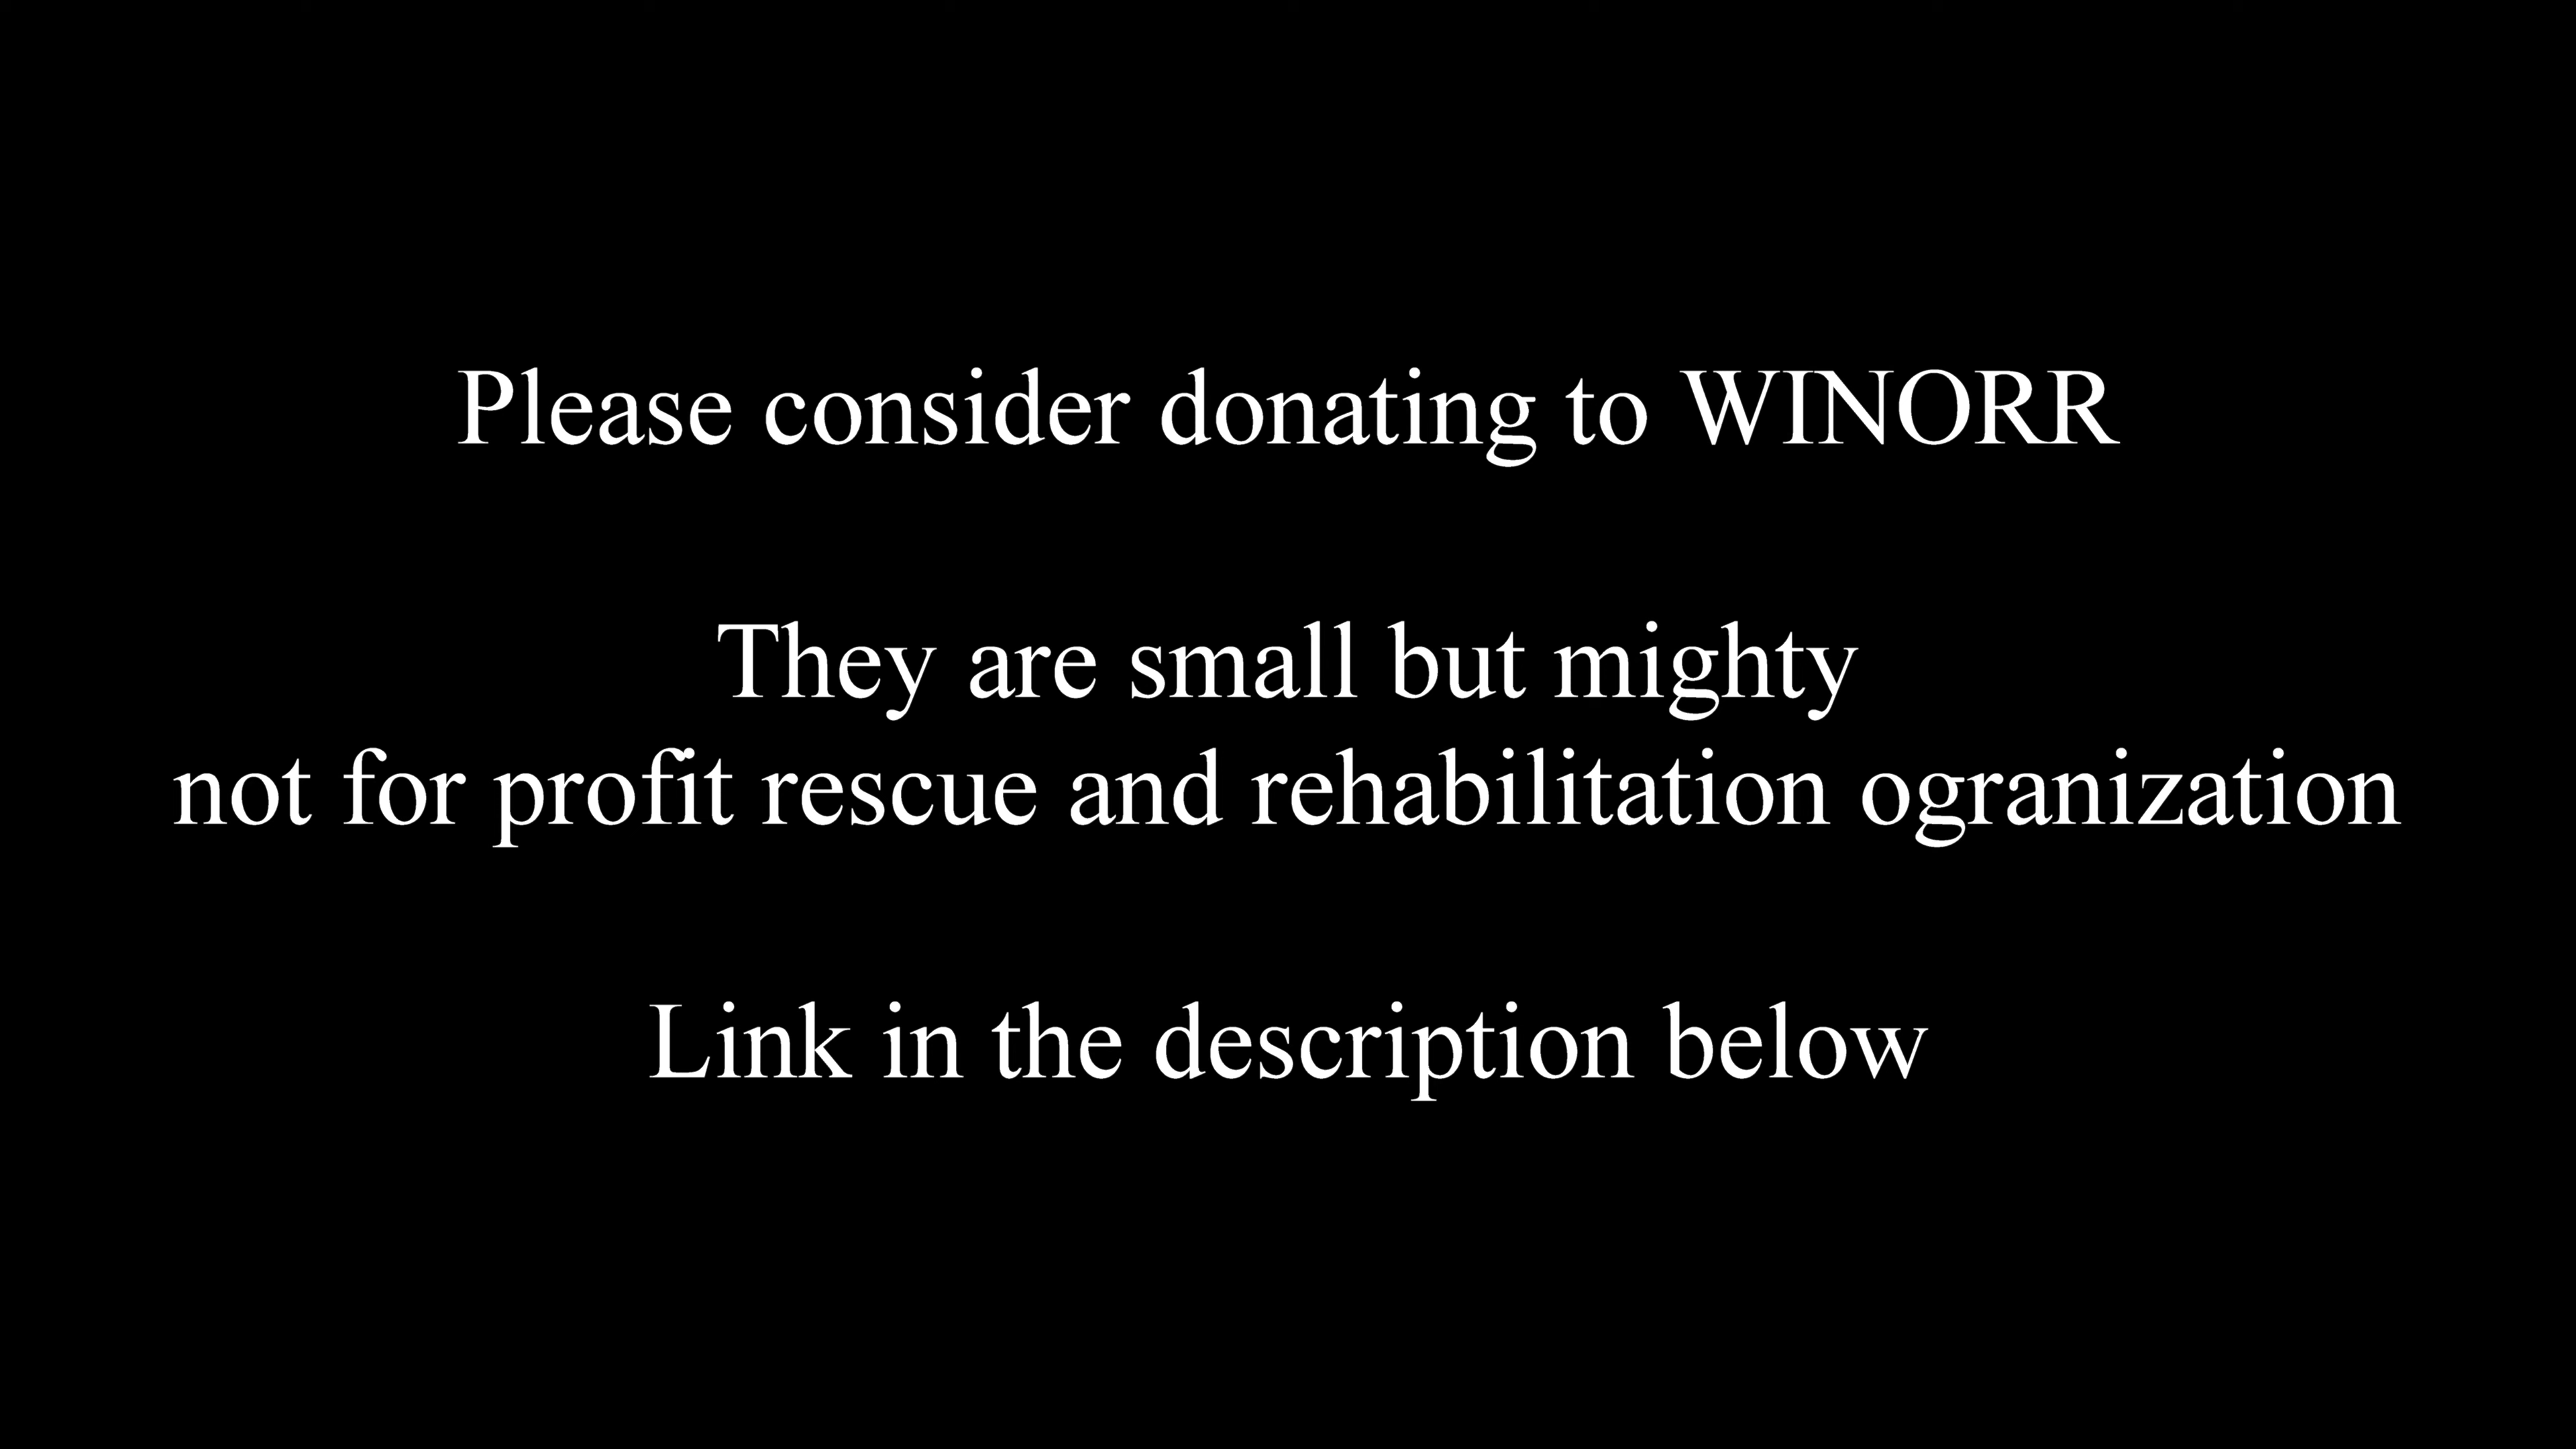 Please consider donating to WINORR
They are small but mighty
not for profit rescue and rehabilitation ogranization
Link in the description below